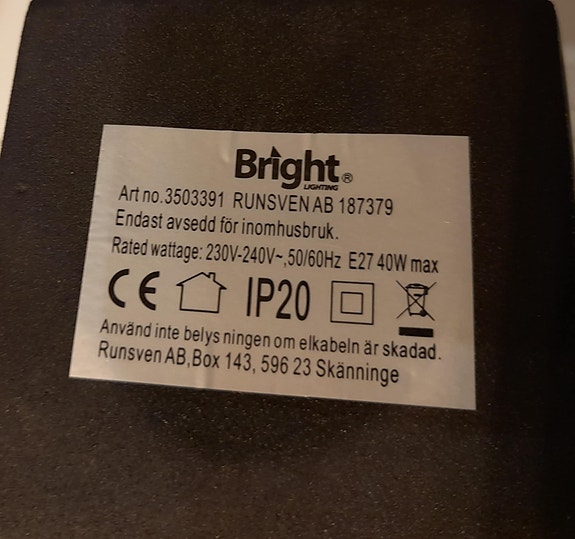 Bright®
LIGHTING
Art no.3503391 RUNSVEN AB 187379
Endast avsedd för inomhusbruk.
Rated wattage: 230V-240V~,50/60Hz E27 40W max
CE IP20
Använd inte belys ningen om elkabeln är skadad.
Runsven AB,Box 143, 596 23 Skänninge